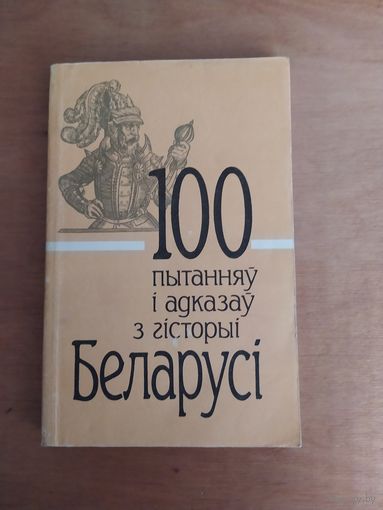 100
пытанняў
і адказаў
з гісторыі
Беларусі